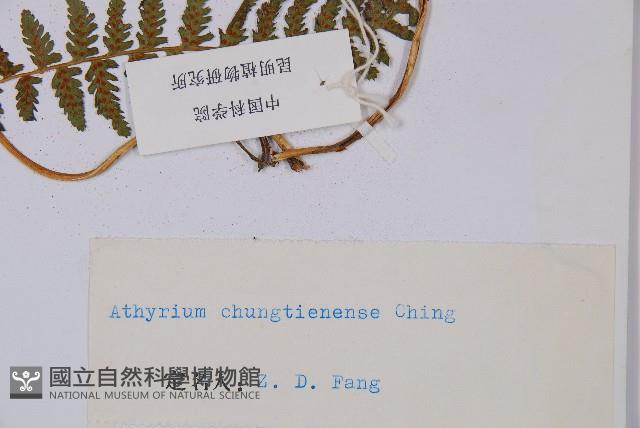 中国科学院
昆明植物研究所
Athyrium chungtienense Ching
Z. D. Fang
國立自然科學博物館
NATIONAL MUSEUM OF NATURAL SCIENCE